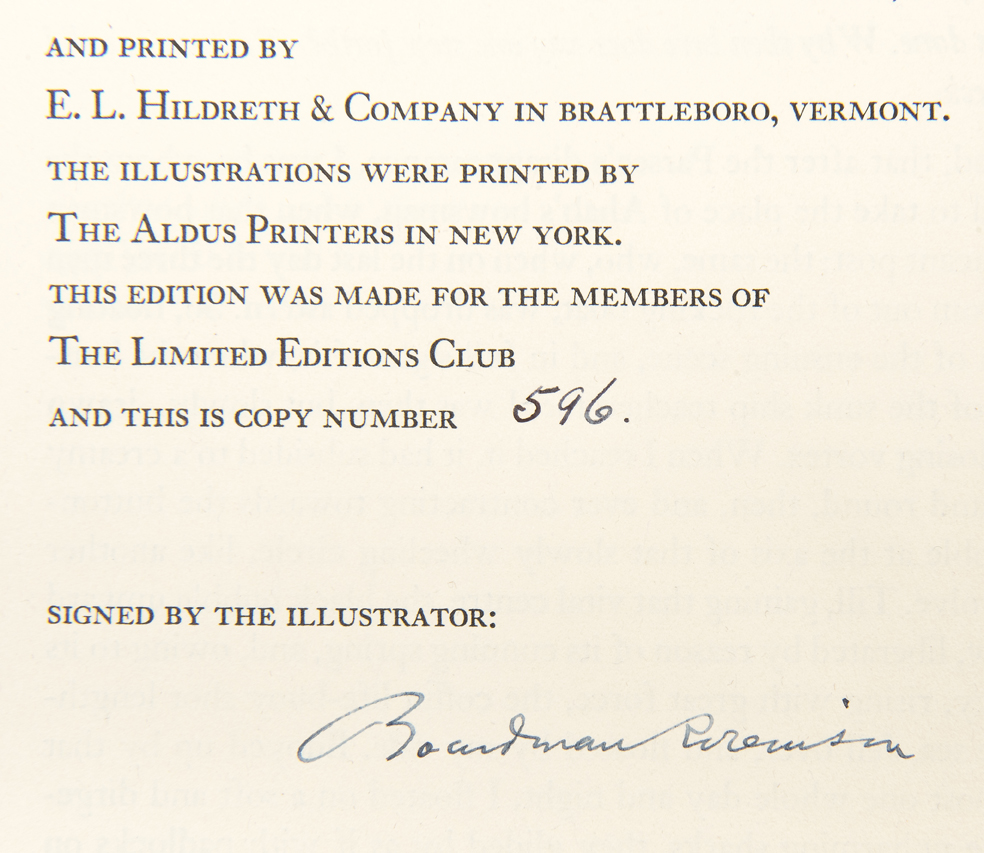 AND PRINTED BY
E. L. HILDRETH & COMPANY IN BRATTLEBORO, VERMONT.
THE ILLUSTRATIONS WERE PRINTED BY
THE ALDUS PRINTERS IN NEW YORK.
THIS EDITION WAS MADE FOR THE MEMBERS OF
THE LIMITED EDITIONS CLUB
AND THIS IS COPY NUMBER 596.
SIGNED BY THE ILLUSTRATOR:
Boardman Robinson